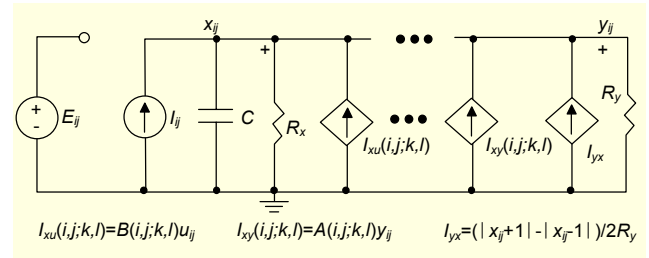 x_ij y_ij
+ +
+ - E_ij I_ij C R_x I_xu(i,j;k,l) I_xy(i,j;k,l) I_yx R_y
I_xu(i,j;k,l)=B(i,j;k,l)u_ij I_xy(i,j;k,l)=A(i,j;k,l)y_ij I_yx=(|x_ij+1|-|x_ij-1|)/2R_y